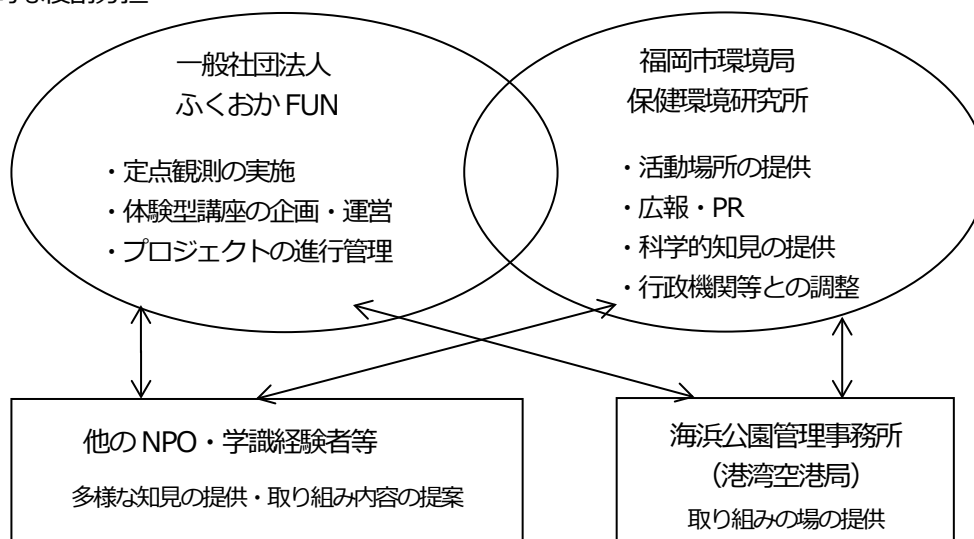 一般社団法人
ふくおか FUN
・定点観測の実施
・体験型講座の企画・運営
・プロジェクトの進行管理
福岡市環境局
保健環境研究所
・活動場所の提供
・広報・PR
・科学的知見の提供
・行政機関等との調整
他の NPO・学識経験者等
多様な知見の提供・取り組み内容の提案
海浜公園管理事務所
（港湾空港局）
取り組みの場の提供